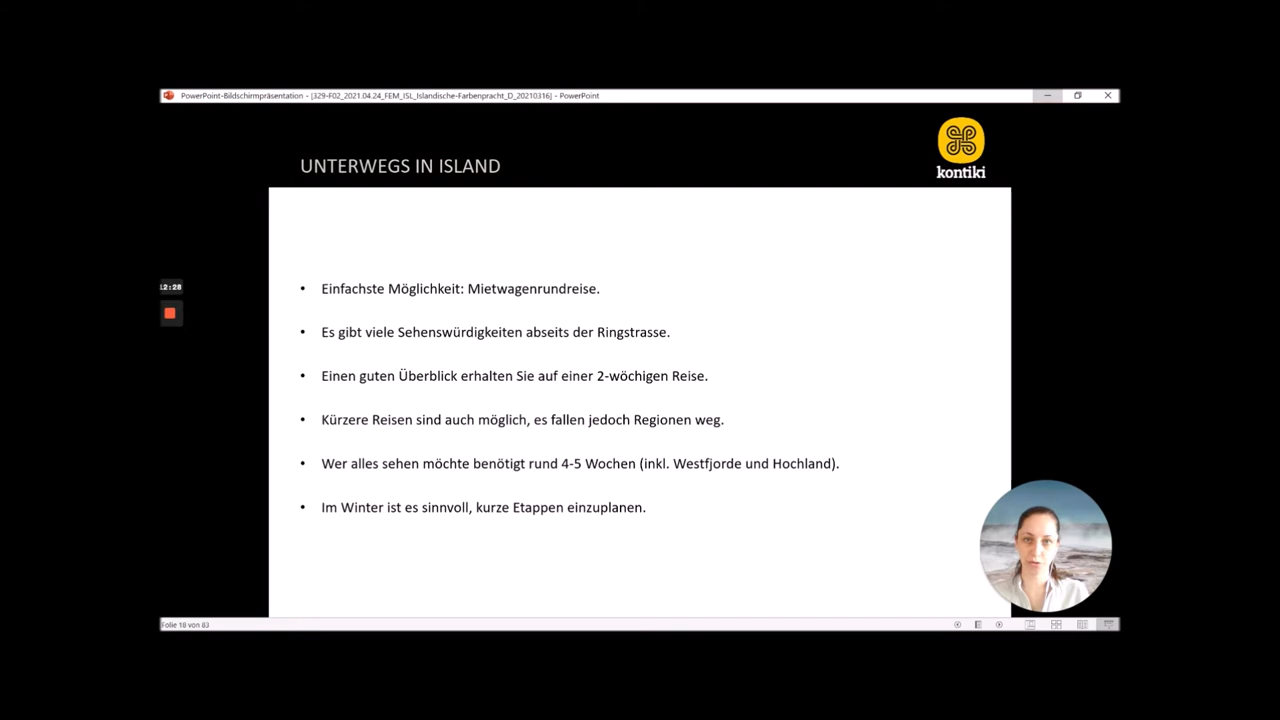 PowerPoint-Bildschirmpräsentation - [329-F02_2021.04.24_FEM_ISL_Islandische-Farbenpracht_D_20210316] - PowerPoint
kontiki
UNTERWEGS IN ISLAND
12:28
• Einfachste Möglichkeit: Mietwagenrundreise.
• Es gibt viele Sehenswürdigkeiten abseits der Ringstrasse.
• Einen guten Überblick erhalten Sie auf einer 2-wöchigen Reise.
• Kürzere Reisen sind auch möglich, es fallen jedoch Regionen weg.
• Wer alles sehen möchte benötigt rund 4-5 Wochen (inkl. Westfjorde und Hochland).
• Im Winter ist es sinnvoll, kurze Etappen einzuplanen.
Folie 18 von 83